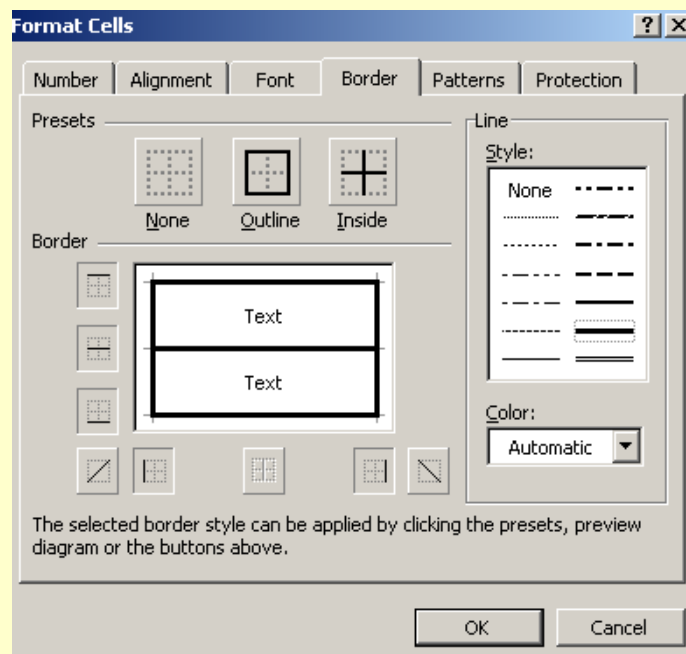 Format Cells
Number Alignment Font Border Patterns Protection
Presets
Line
Style:
None
None Outline Inside
Border
Text
Text
Color:
Automatic
The selected border style can be applied by clicking the presets, preview
diagram or the buttons above.
OK Cancel